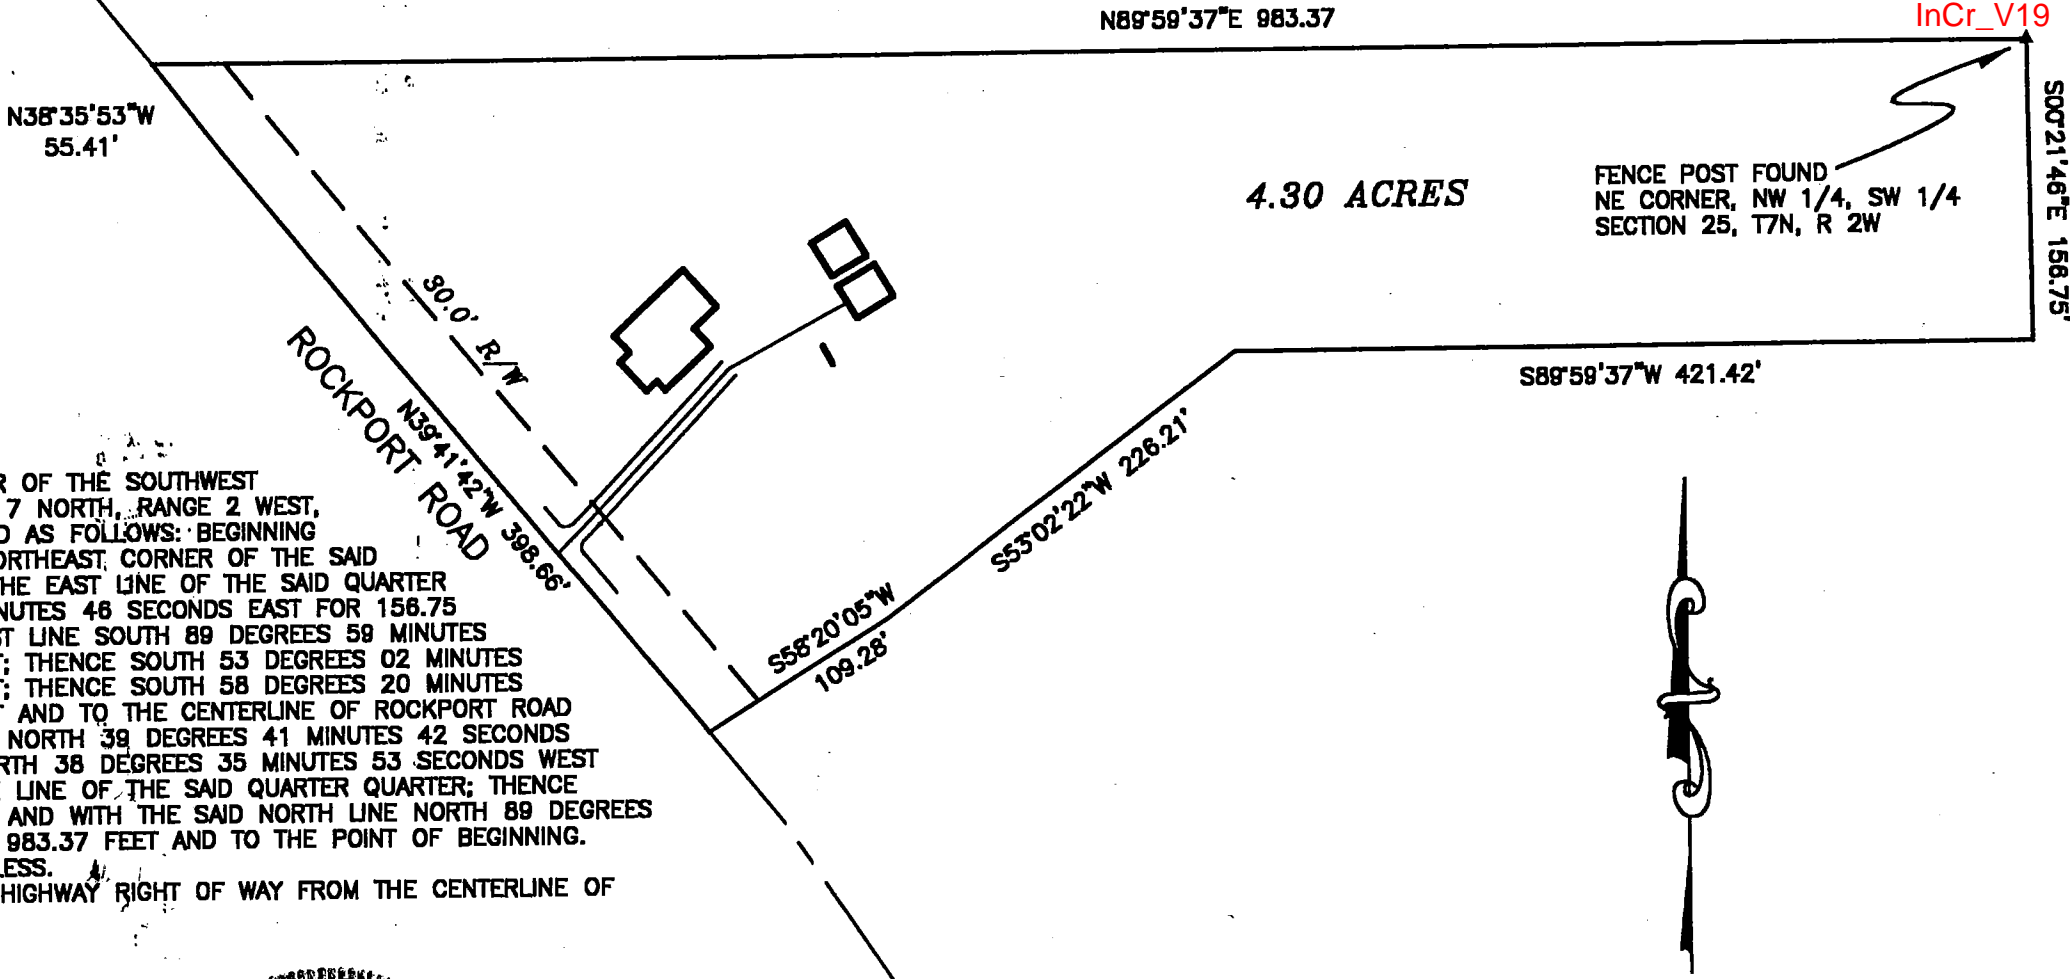 N89°59'37"E 983.37
InCr_V19
N38°35'53"W
55.41'
S00°21'46"E 156.75'
FENCE POST FOUND
NE CORNER, NW 1/4, SW 1/4
SECTION 25, T7N, R 2W
4.30 ACRES
30.0' R/W
ROCKPORT ROAD
N39°41'42"W 398.66'
S89°59'37"W 421.42'
S53°02'22"W 226.21'
S58°20'05"W
109.28'
R OF THE SOUTHWEST
7 NORTH, RANGE 2 WEST,
D AS FOLLOWS: BEGINNING
ORTHEAST CORNER OF THE SAID
HE EAST LINE OF THE SAID QUARTER
NUTES 46 SECONDS EAST FOR 156.75
ST LINE SOUTH 89 DEGREES 59 MINUTES
T; THENCE SOUTH 53 DEGREES 02 MINUTES
T; THENCE SOUTH 58 DEGREES 20 MINUTES
T AND TO THE CENTERLINE OF ROCKPORT ROAD
NORTH 39 DEGREES 41 MINUTES 42 SECONDS
RTH 38 DEGREES 35 MINUTES 53 SECONDS WEST
LINE OF THE SAID QUARTER QUARTER; THENCE
AND WITH THE SAID NORTH LINE NORTH 89 DEGREES
983.37 FEET AND TO THE POINT OF BEGINNING.
LESS.
HIGHWAY RIGHT OF WAY FROM THE CENTERLINE OF